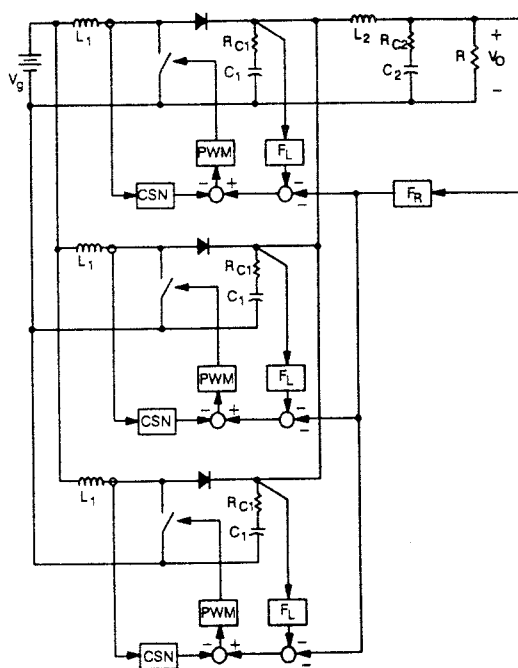 L1
L2
RC1
C1
RC2
C2
R
+
Vo
−
Vg
PWM
FL
CSN
−
+
−
−
FR
L1
RC1
C1
PWM
FL
CSN
−
+
−
−
L1
RC1
C1
PWM
FL
CSN
−
+
−
−